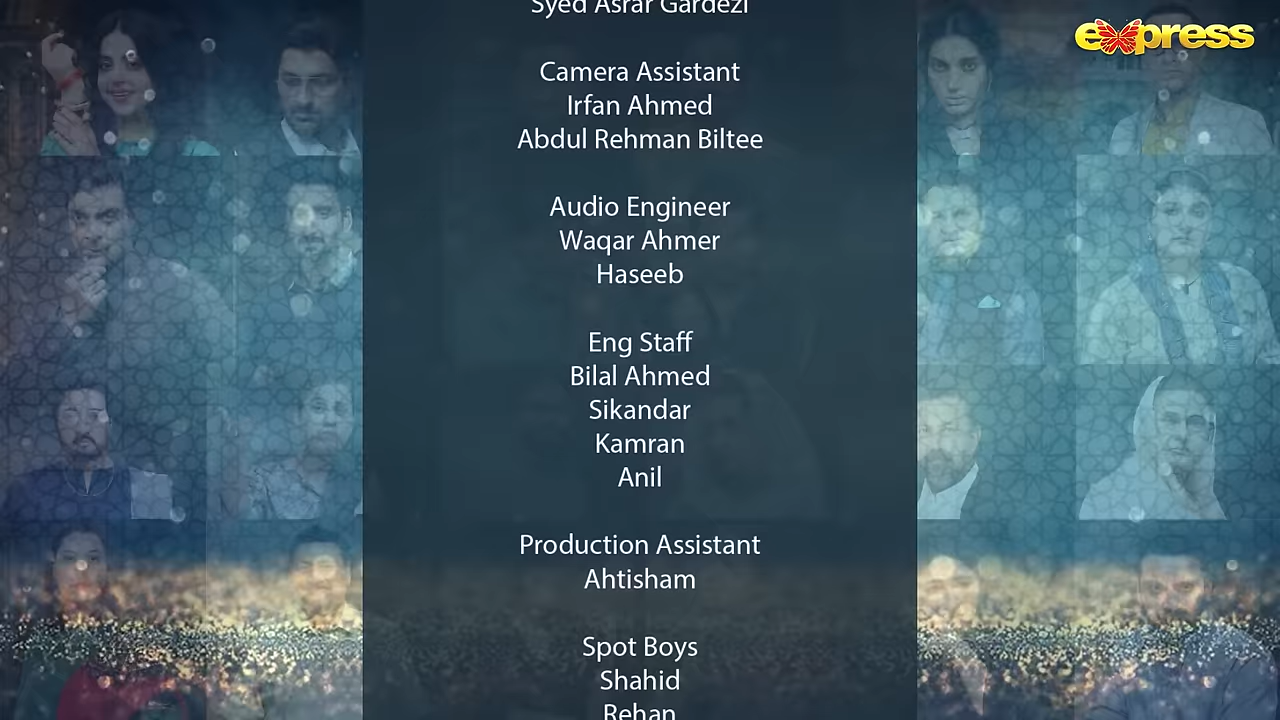 Syed Asrar Gardezi
express
Camera Assistant
Irfan Ahmed
Abdul Rehman Biltee
Audio Engineer
Waqar Ahmer
Haseeb
Eng Staff
Bilal Ahmed
Sikandar
Kamran
Anil
Production Assistant
Ahtisham
Spot Boys
Shahid
Rehan